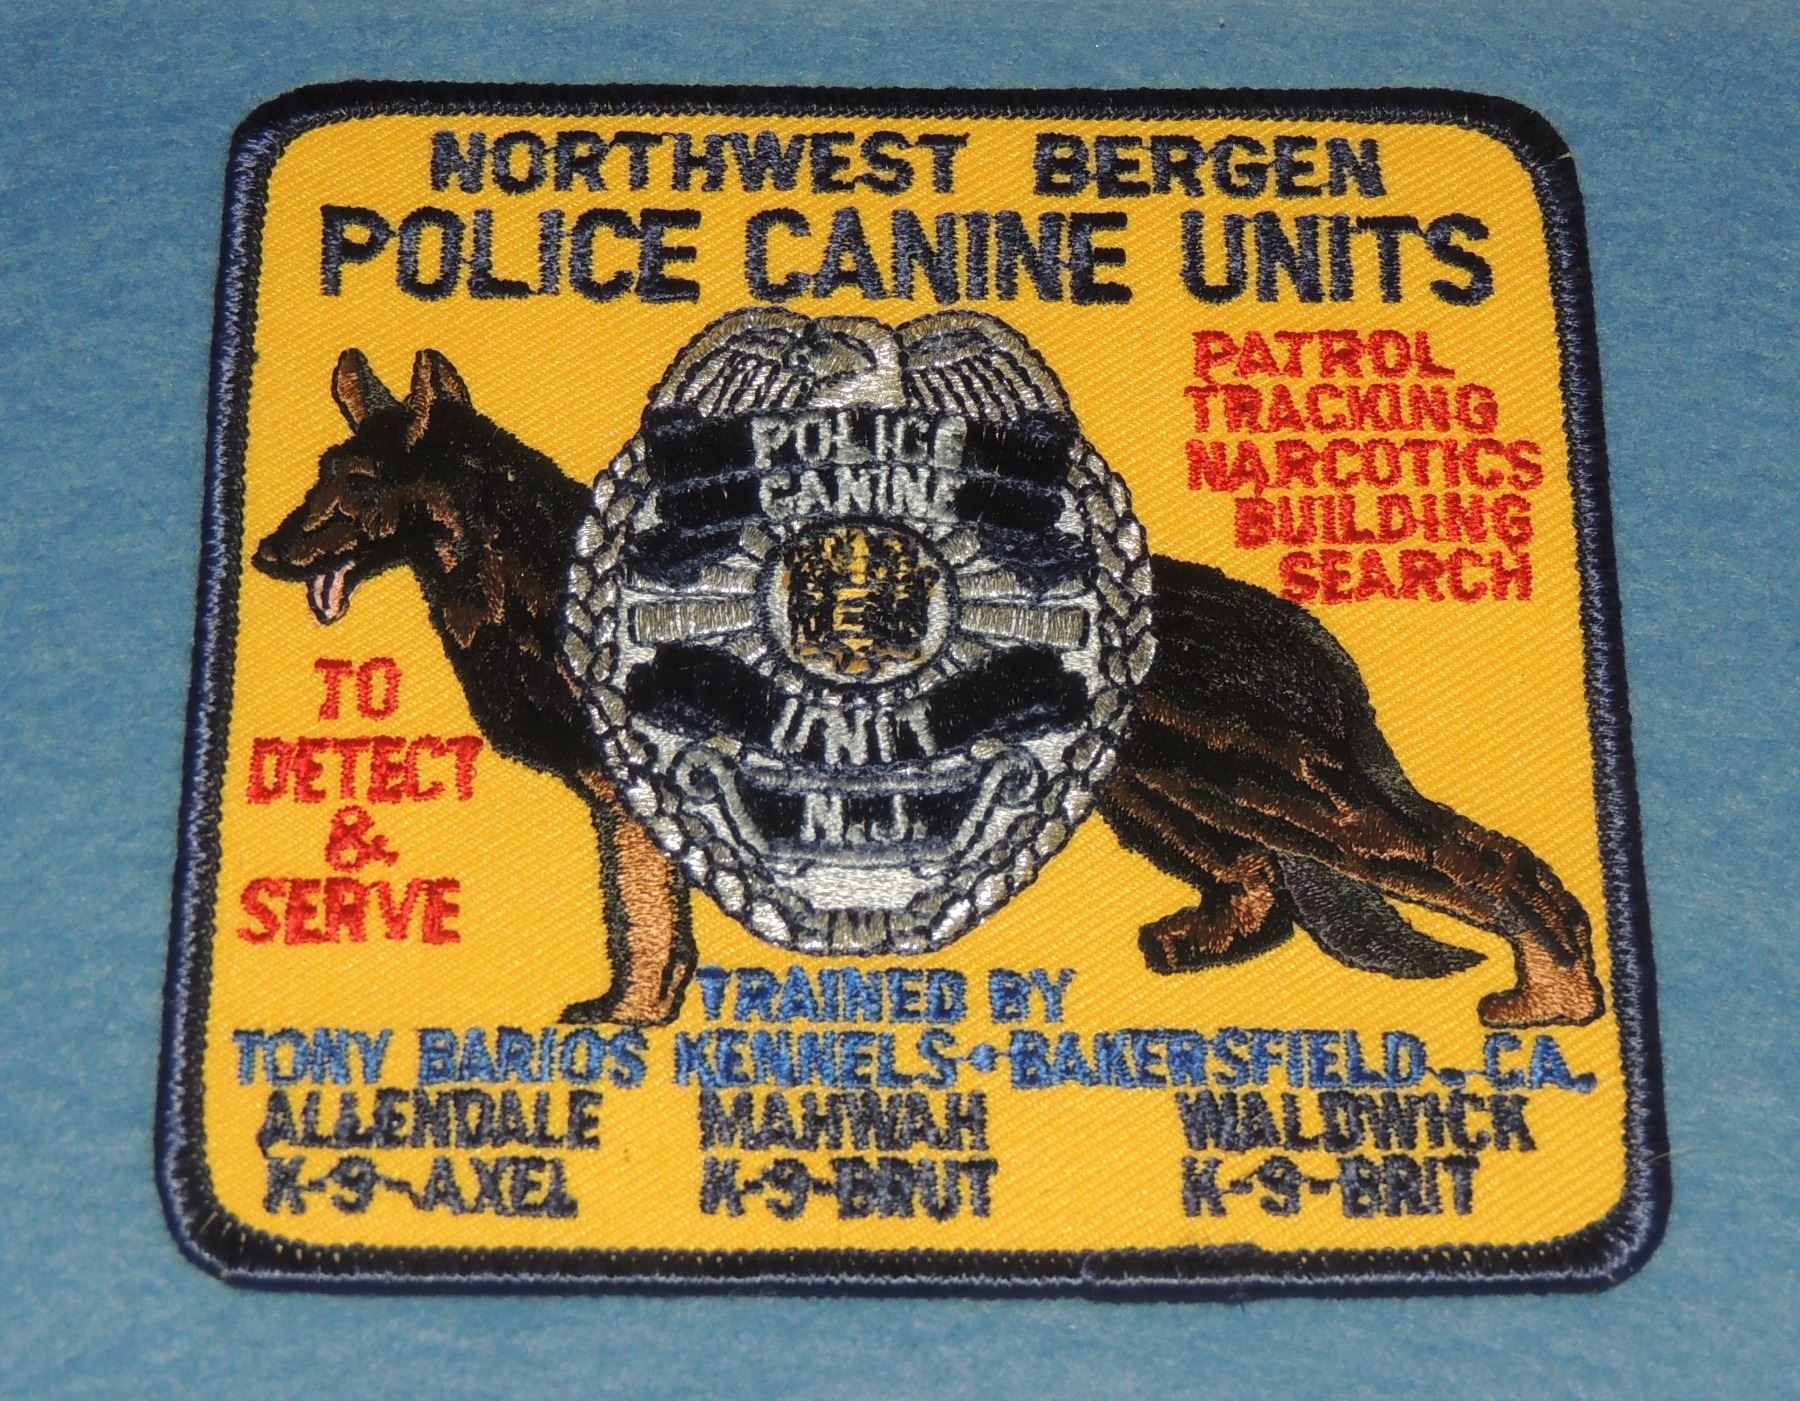 NORTHWEST BERGEN
POLICE CANINE UNITS
PATROL
TRACKING
NARCOTICS
BUILDING
SEARCH
POLICE
CANINE
UNIT
N.J.
TO
DETECT
&
SERVE
TRAINED BY
TONY BARIO'S KENNELS • BAKERSFIELD, CA.
ALLENDALE MAHWAH WALDWICK
K-9-AXEL K-9-BRUT K-9-BRIT